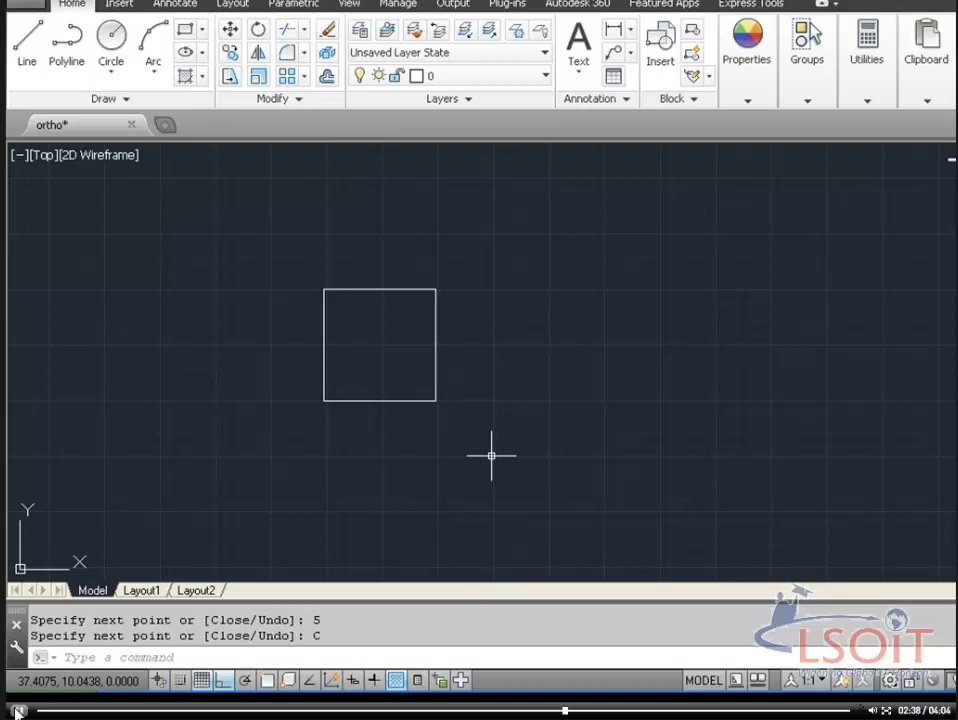 Home Insert Annotate Layout Parametric View Manage Output Plug-ins Autodesk 360 Featured Apps Express Tools
Unsaved Layer State
Line Polyline Circle Arc Text Insert Properties Groups Utilities Clipboard
0
Draw Modify Layers Annotation Block
ortho*
[−][Top][2D Wireframe]
Y
X
Model Layout1 Layout2
Specify next point or [Close/Undo]: 5
Specify next point or [Close/Undo]: C
Type a command
LSOiT
37.4075, 10.0438, 0.0000 MODEL 1:1
02:38 / 04:04